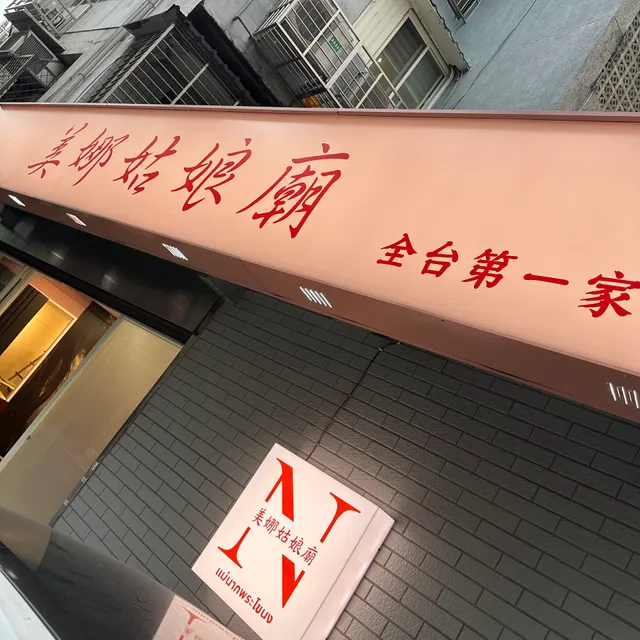 美娜姑娘廟
全台第一家
N
美娜姑娘廟
แม่นากพระโขนง